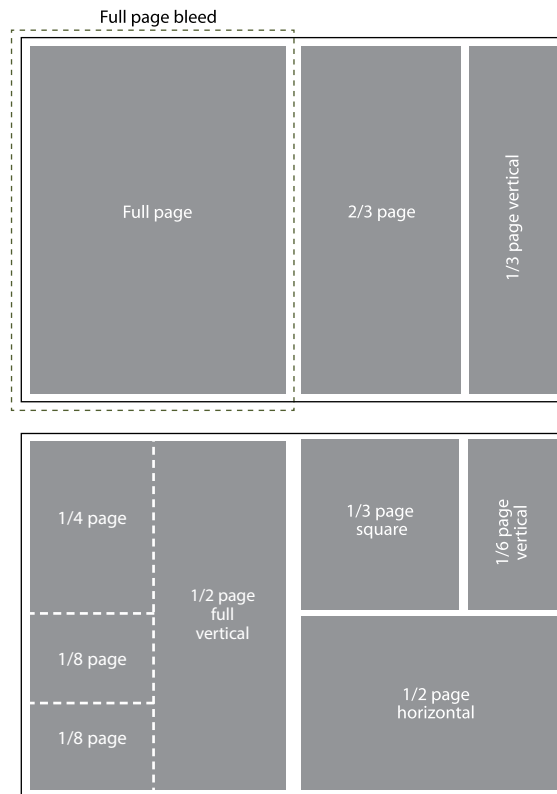 Full page bleed
Full page
2/3 page
1/3 page vertical
1/4 page
1/8 page
1/8 page
1/2 page
full
vertical
1/3 page
square
1/6 page
vertical
1/2 page
horizontal